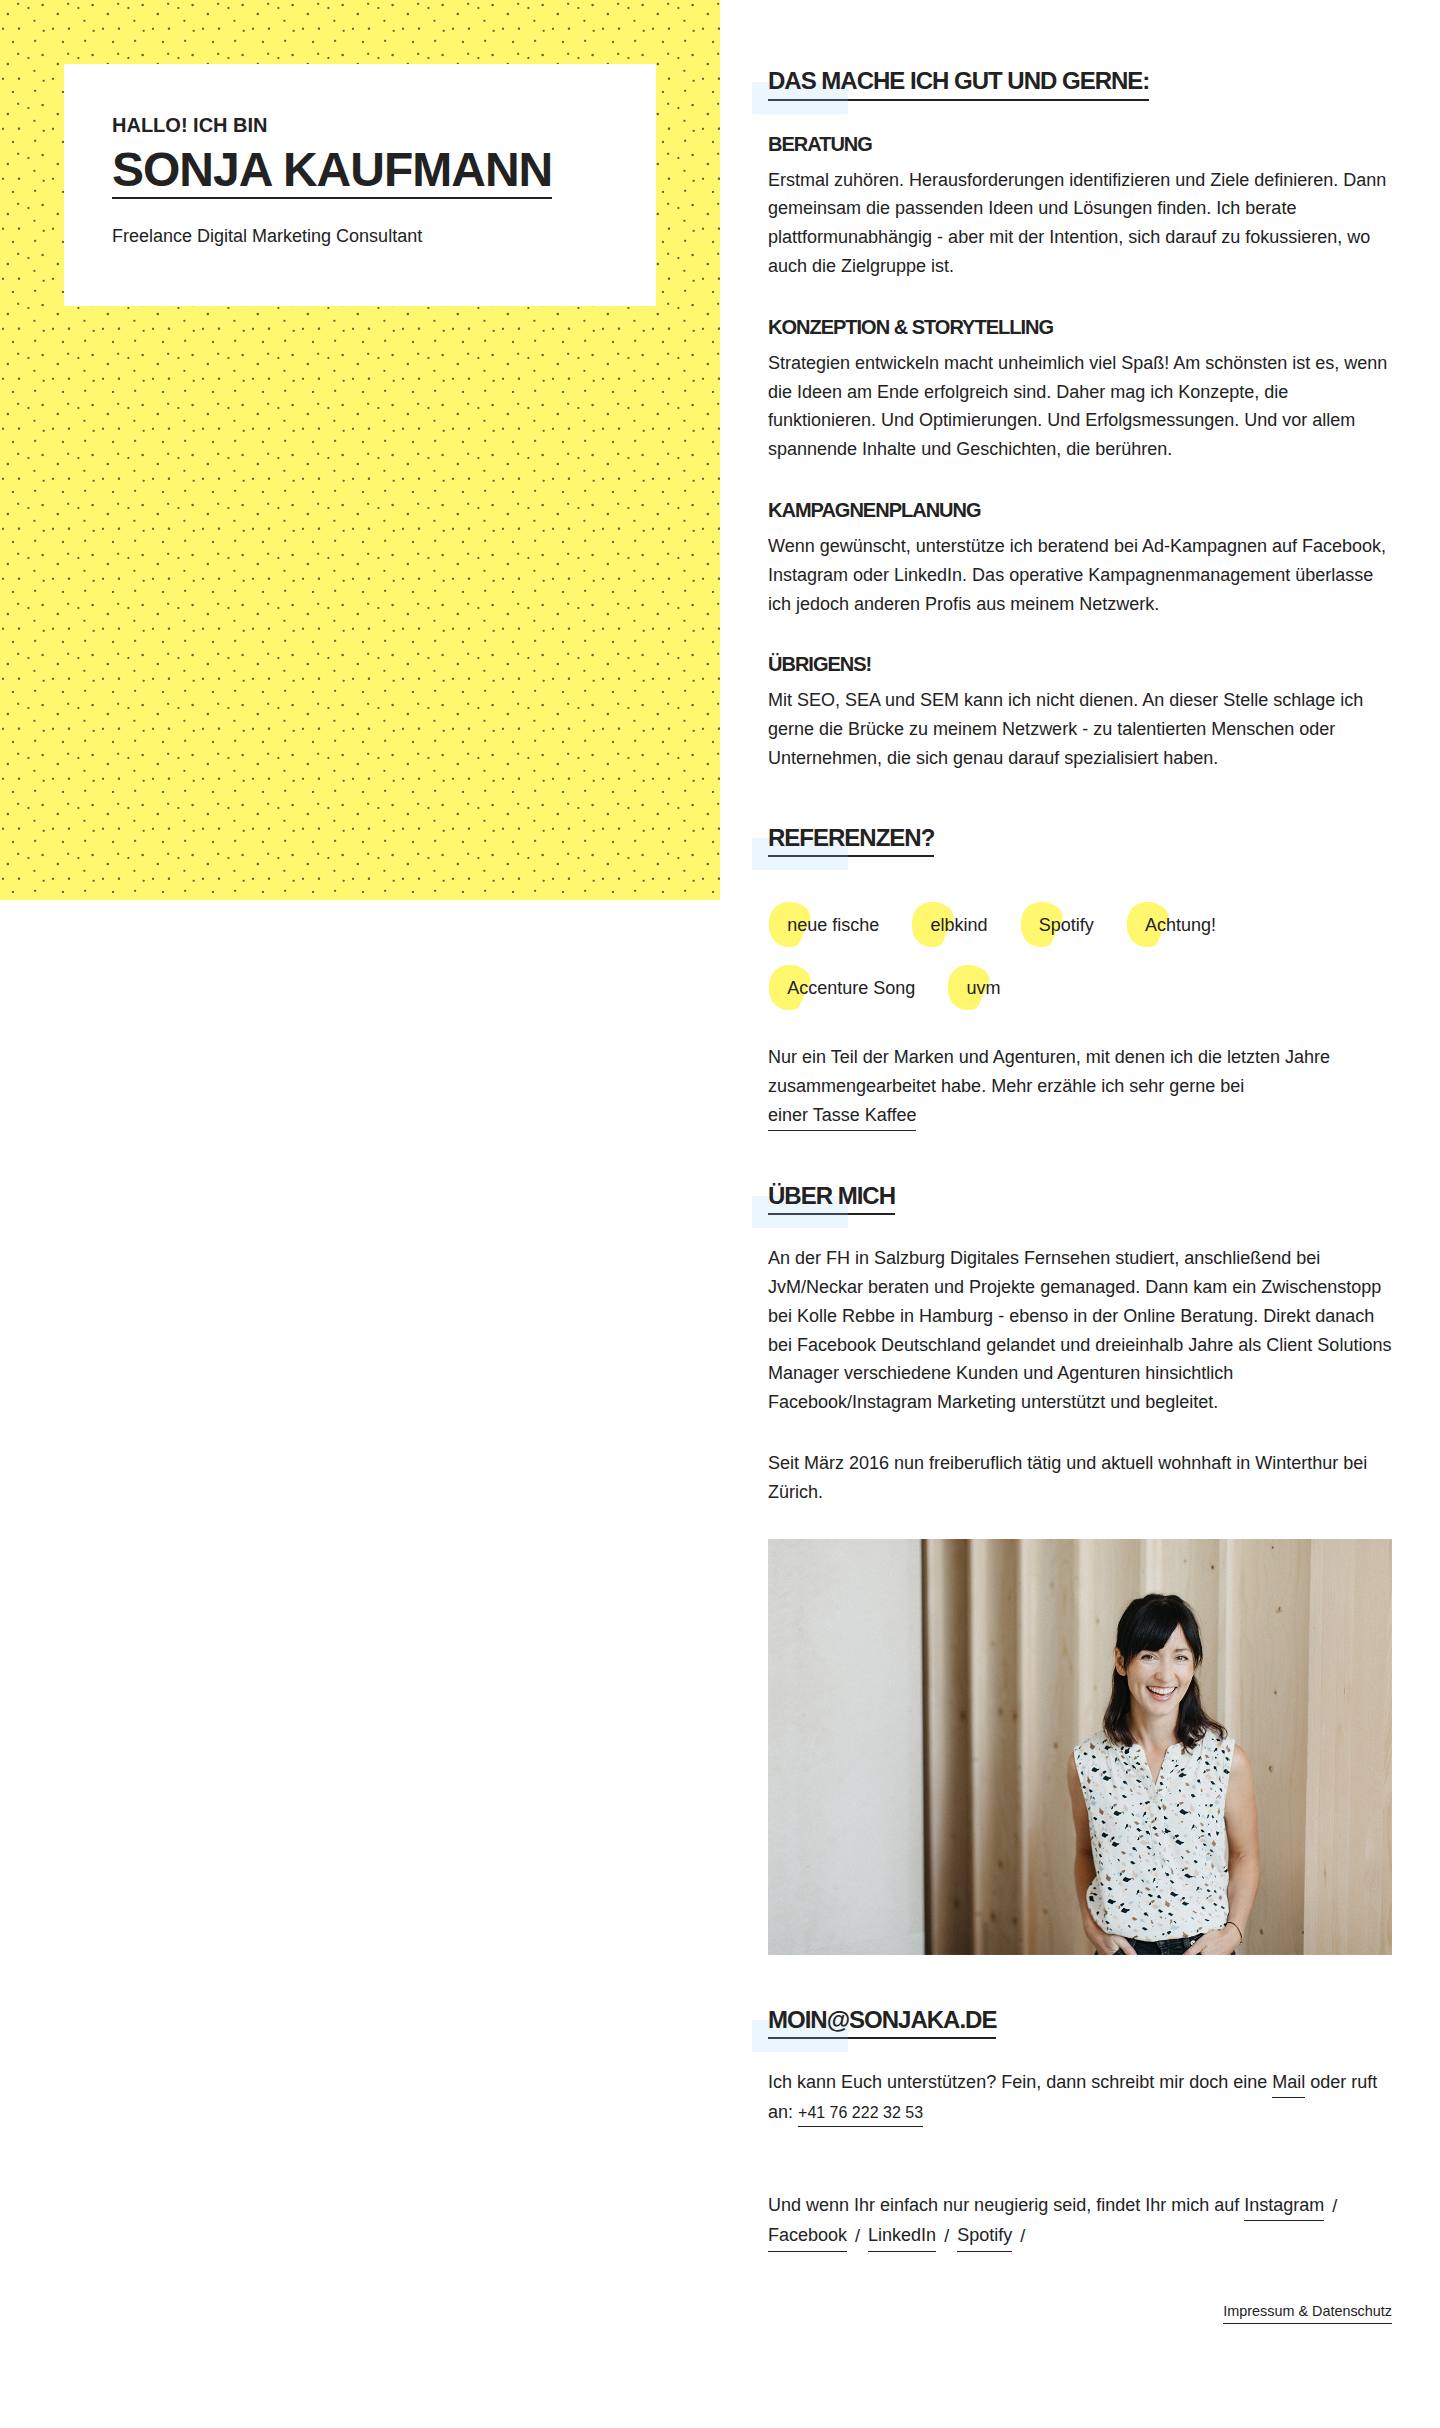 HALLO! ICH BIN
SONJA KAUFMANN
Freelance Digital Marketing Consultant
DAS MACHE ICH GUT UND GERNE:
BERATUNG
Erstmal zuhören. Herausforderungen identifizieren und Ziele definieren. Dann
gemeinsam die passenden Ideen und Lösungen finden. Ich berate
plattformunabhängig - aber mit der Intention, sich darauf zu fokussieren, wo
auch die Zielgruppe ist.
KONZEPTION & STORYTELLING
Strategien entwickeln macht unheimlich viel Spaß! Am schönsten ist es, wenn
die Ideen am Ende erfolgreich sind. Daher mag ich Konzepte, die
funktionieren. Und Optimierungen. Und Erfolgsmessungen. Und vor allem
spannende Inhalte und Geschichten, die berühren.
KAMPAGNENPLANUNG
Wenn gewünscht, unterstütze ich beratend bei Ad-Kampagnen auf Facebook,
Instagram oder LinkedIn. Das operative Kampagnenmanagement überlasse
ich jedoch anderen Profis aus meinem Netzwerk.
ÜBRIGENS!
Mit SEO, SEA und SEM kann ich nicht dienen. An dieser Stelle schlage ich
gerne die Brücke zu meinem Netzwerk - zu talentierten Menschen oder
Unternehmen, die sich genau darauf spezialisiert haben.
REFERENZEN?
neue fische elbkind Spotify Achtung!
Accenture Song uvm
Nur ein Teil der Marken und Agenturen, mit denen ich die letzten Jahre
zusammengearbeitet habe. Mehr erzähle ich sehr gerne bei
einer Tasse Kaffee
ÜBER MICH
An der FH in Salzburg Digitales Fernsehen studiert, anschließend bei
JvM/Neckar beraten und Projekte gemanaged. Dann kam ein Zwischenstopp
bei Kolle Rebbe in Hamburg - ebenso in der Online Beratung. Direkt danach
bei Facebook Deutschland gelandet und dreieinhalb Jahre als Client Solutions
Manager verschiedene Kunden und Agenturen hinsichtlich
Facebook/Instagram Marketing unterstützt und begleitet.
Seit März 2016 nun freiberuflich tätig und aktuell wohnhaft in Winterthur bei
Zürich.
MOIN@SONJAKA.DE
Ich kann Euch unterstützen? Fein, dann schreibt mir doch eine Mail oder ruft
an: +41 76 222 32 53
Und wenn Ihr einfach nur neugierig seid, findet Ihr mich auf Instagram /
Facebook / LinkedIn / Spotify /
Impressum & Datenschutz